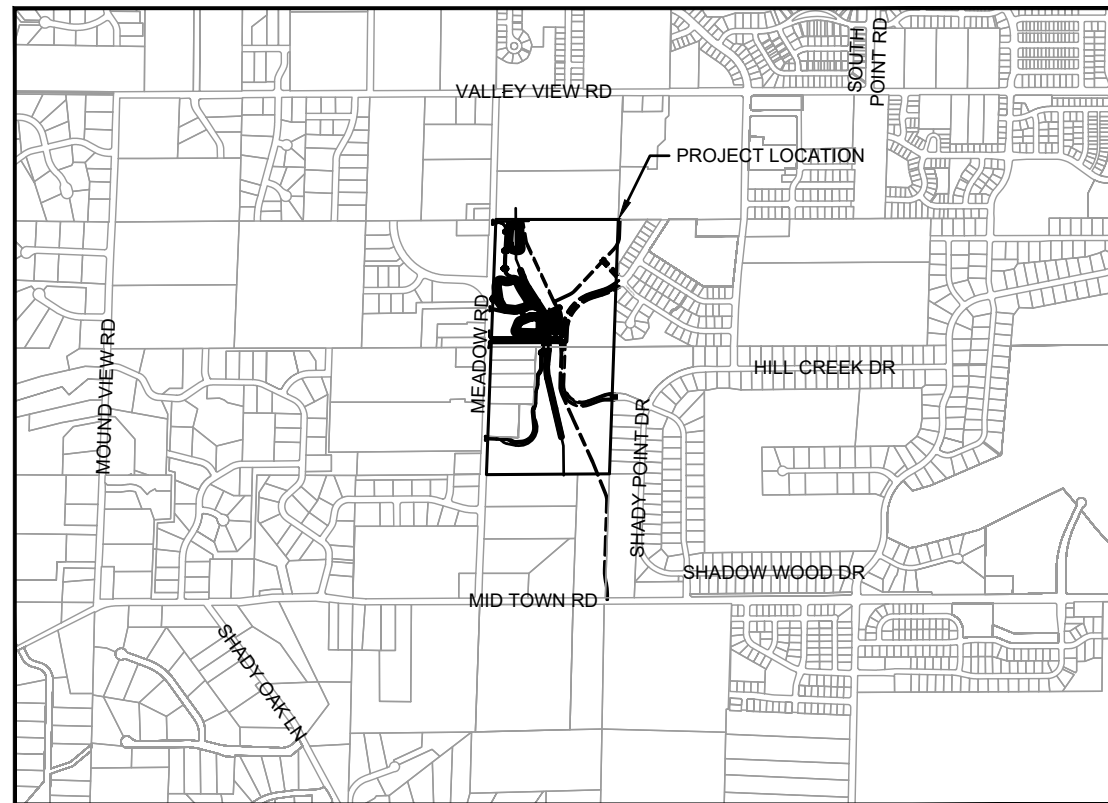 SOUTH
POINT RD
VALLEY VIEW RD
PROJECT LOCATION
MEADOW RD
MOUND VIEW RD
HILL CREEK DR
SHADY POINT DR
SHADOW WOOD DR
MID TOWN RD
SHADY OAK LN